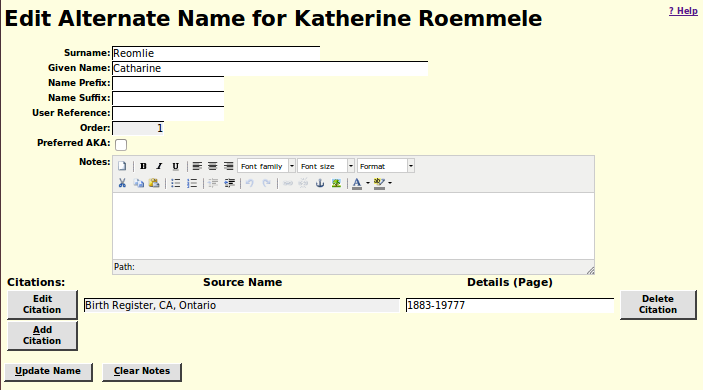 Edit Alternate Name for Katherine Roemmele
? Help
Surname: Reomlie
Given Name: Catharine
Name Prefix:
Name Suffix:
User Reference:
Order: 1
Preferred AKA:
Notes:
B I U Font family Font size Format
A ab
Path:
Citations: Source Name Details (Page)
Edit Citation Birth Register, CA, Ontario 1883-19777 Delete Citation
Add Citation
Update Name Clear Notes